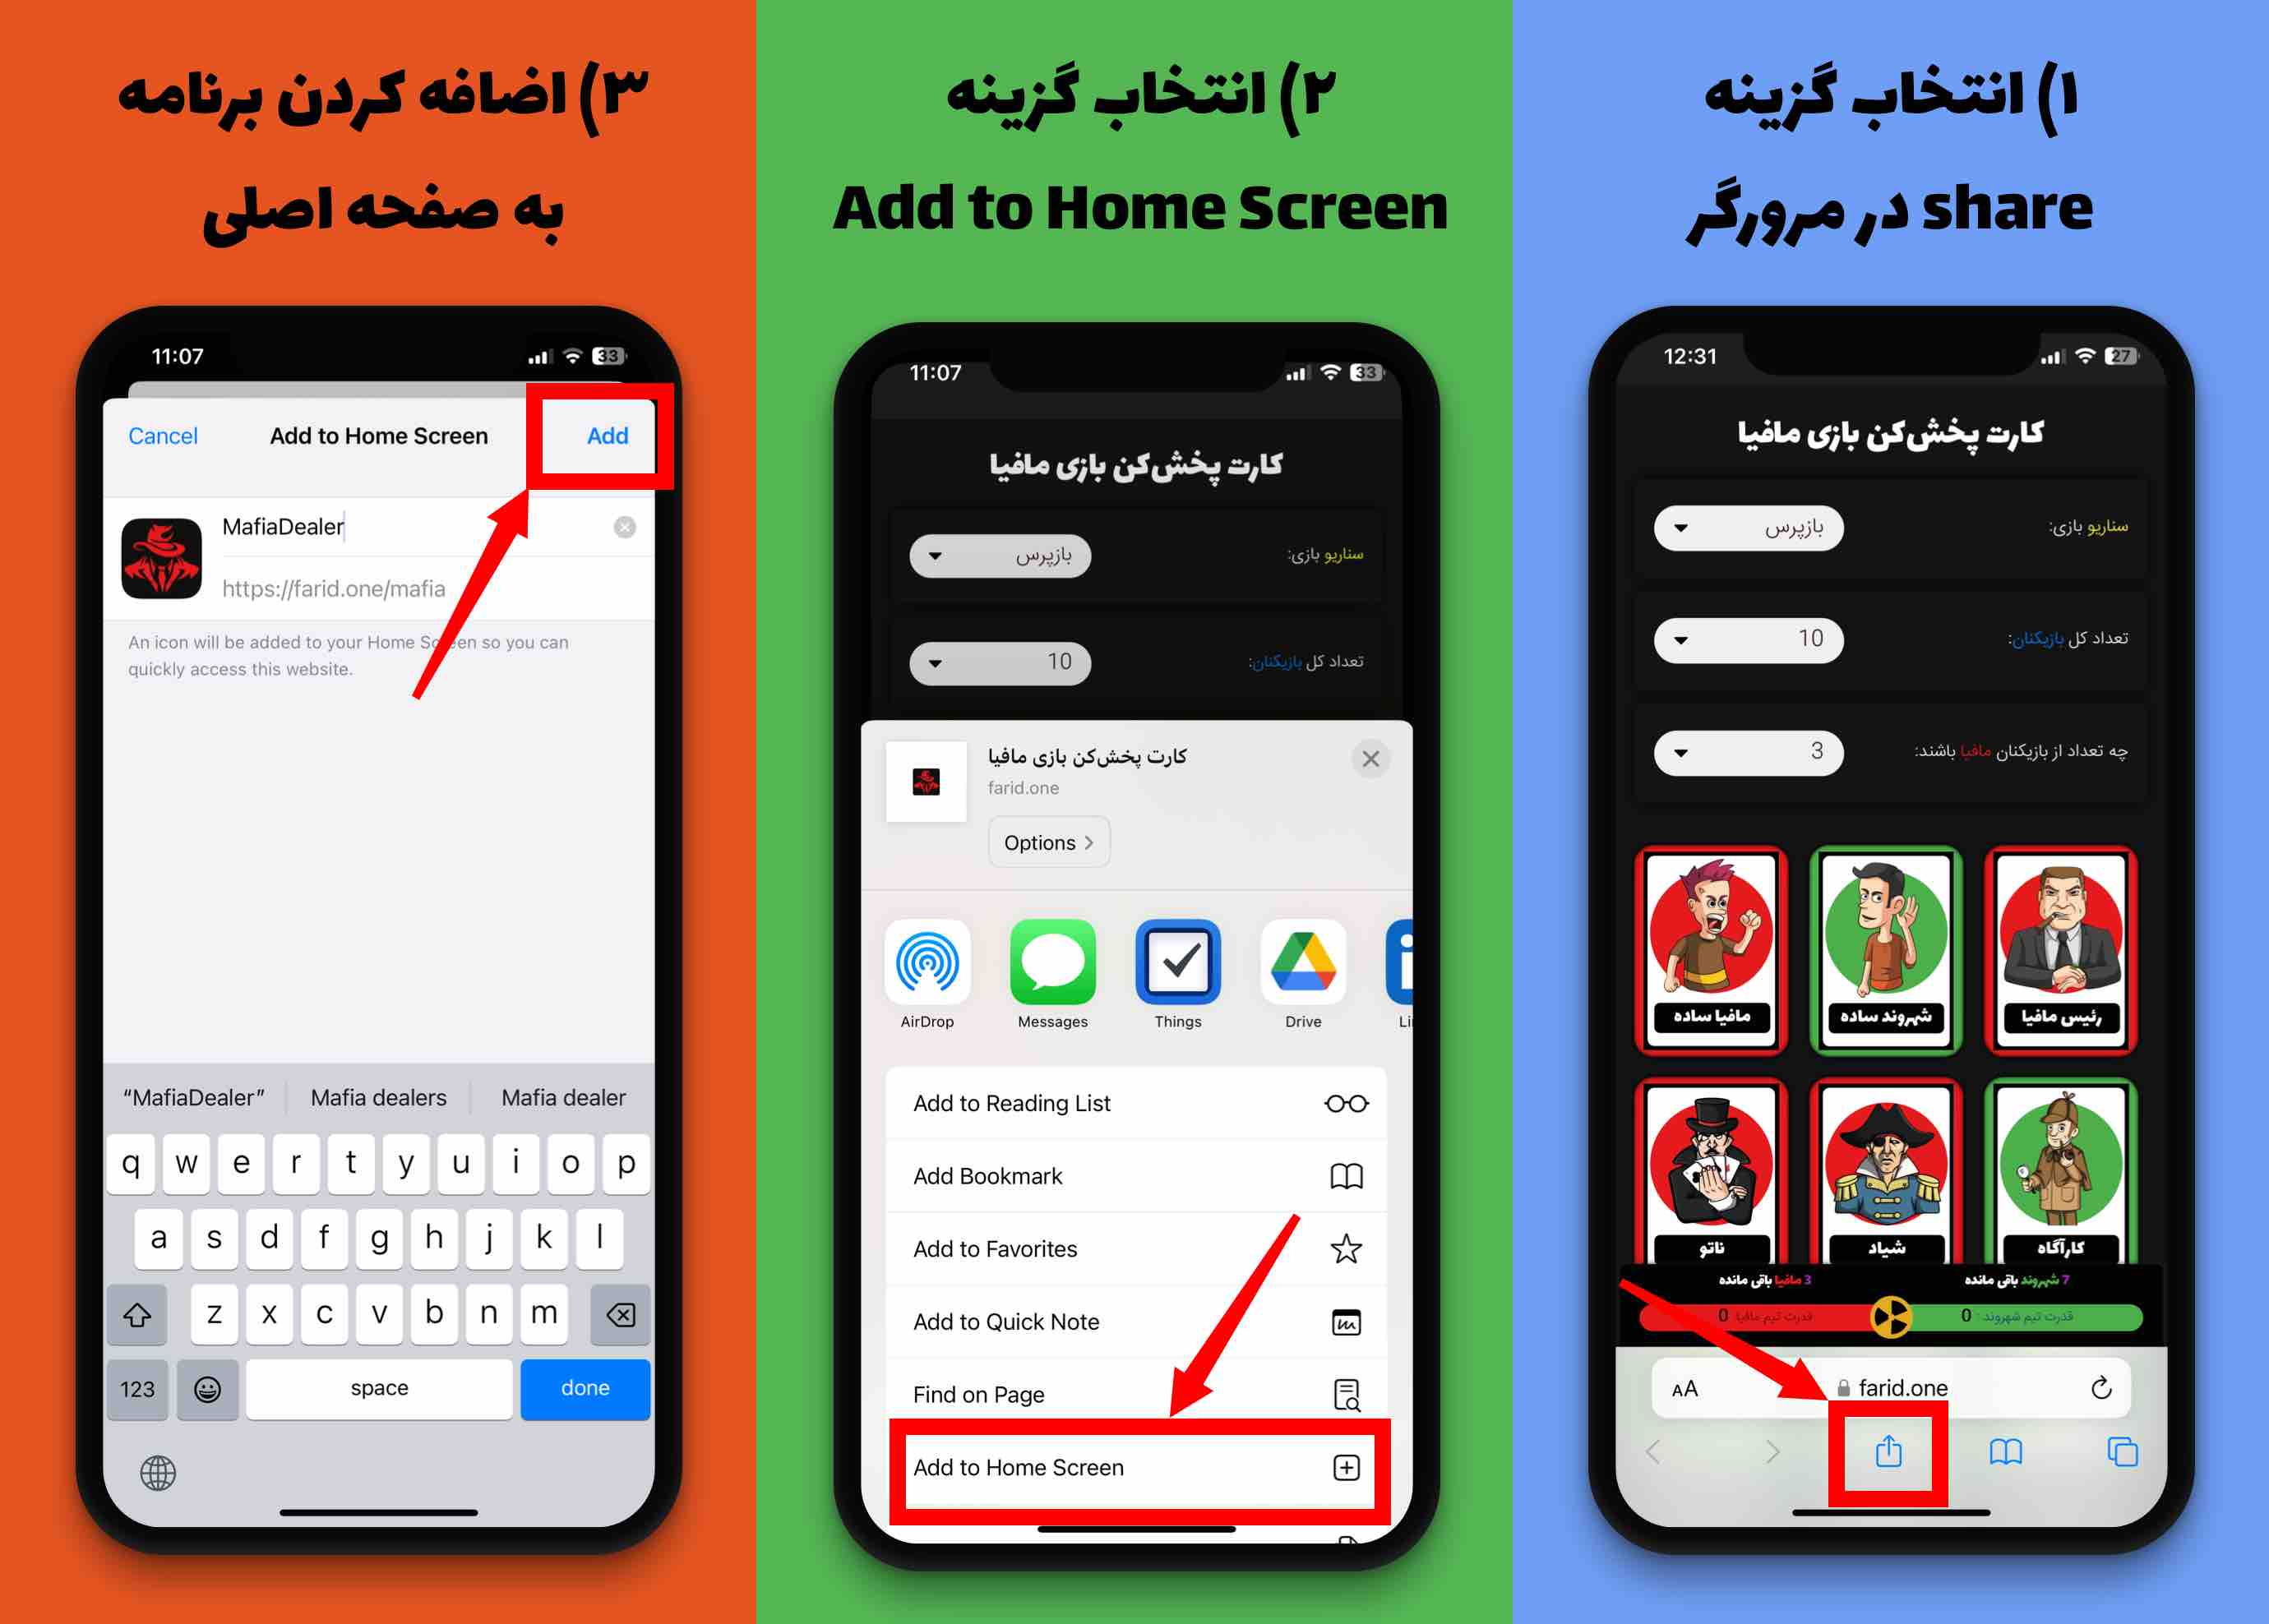 ۱) انتخاب گزینه
share در مرورگر
12:31
27
کارت پخش‌کن بازی مافیا
سناریو بازی:
بازپرس
تعداد کل بازیکنان:
10
چه تعداد از بازیکنان مافیا باشند:
3
رئیس مافیا
شهروند ساده
مافیا ساده
کارآگاه
شیاد
ناتو
7 شهروند باقی مانده
3 مافیا باقی مانده
قدرت تیم شهروند : 0
قدرت تیم مافیا: 0
AA
farid.one
۲) انتخاب گزینه
Add to Home Screen
11:07
33
کارت پخش‌کن بازی مافیا
سناریو بازی:
بازپرس
تعداد کل بازیکنان:
10
کارت پخش‌کن بازی مافیا
farid.one
Options
AirDrop
Messages
Things
Drive
Li
Add to Reading List
Add Bookmark
Add to Favorites
Add to Quick Note
Find on Page
Add to Home Screen
۳) اضافه کردن برنامه
به صفحه اصلی
11:07
33
Cancel
Add to Home Screen
Add
MafiaDealer
https://farid.one/mafia
An icon will be added to your Home Screen so you can
quickly access this website.
“MafiaDealer”
Mafia dealers
Mafia dealer
q w e r t y u i o p
a s d f g h j k l
z x c v b n m
123
space
done